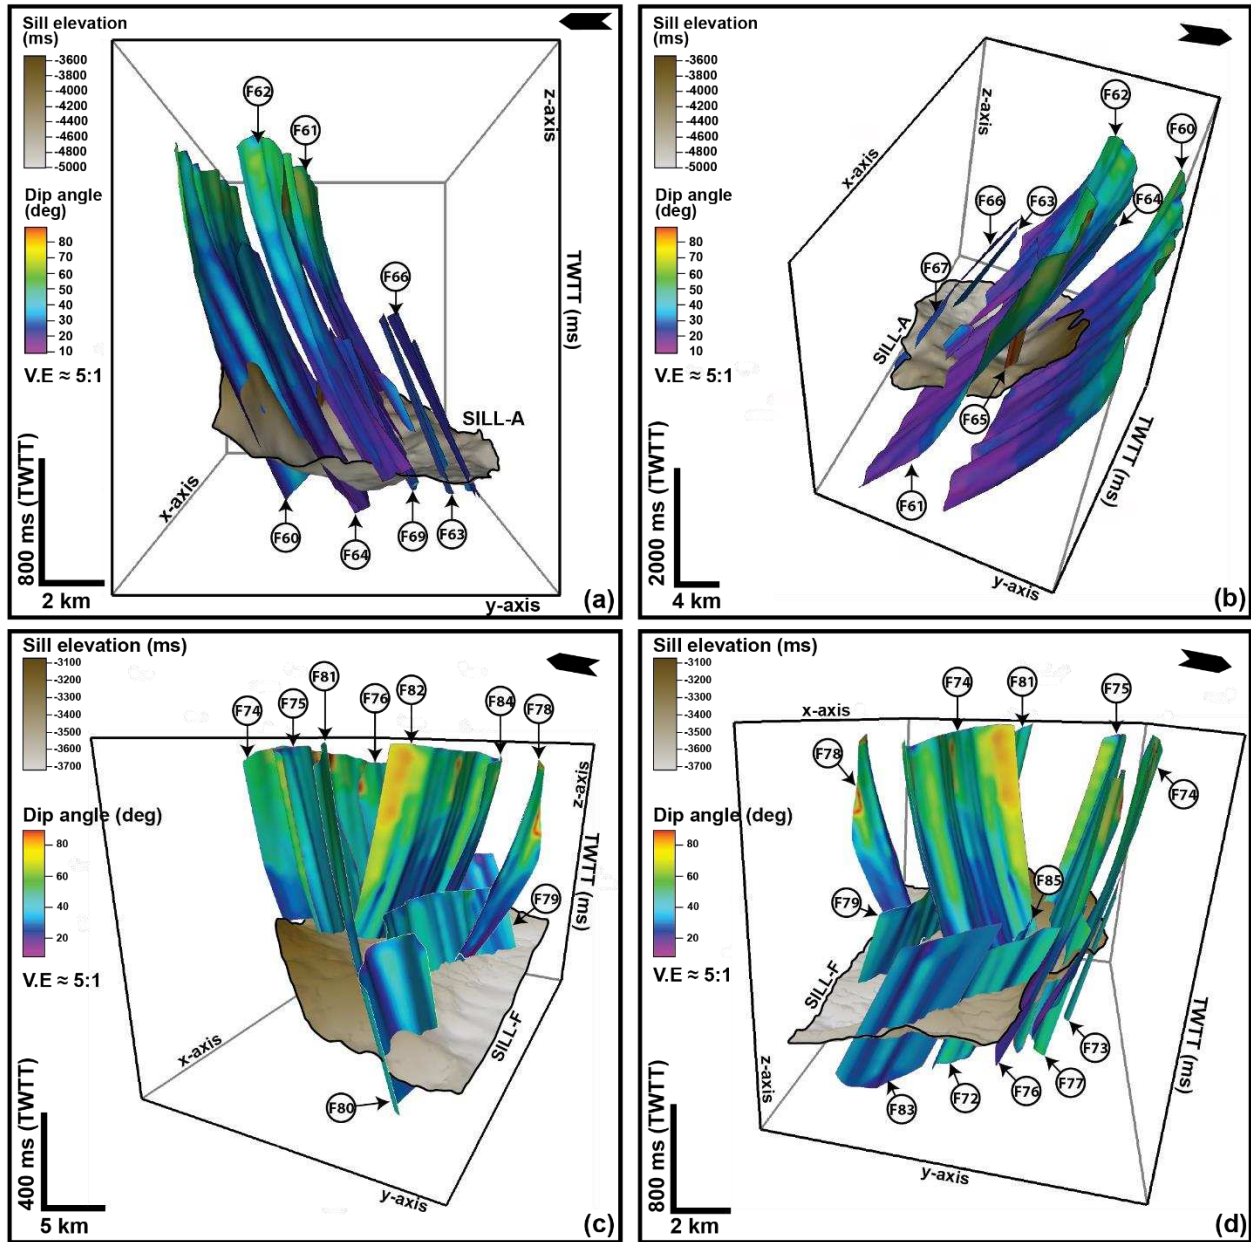 Sill elevation
(ms)
-3600
-3800
-4000
-4200
-4400
-4600
-4800
-5000
Dip angle
(deg)
80
70
60
50
40
30
20
10
V.E ≈ 5:1
800 ms (TWTT)
2 km
F62
F61
F66
SILL-A
F60
F64
F69
F63
x-axis
y-axis
z-axis
TWTT (ms)
(a)
Sill elevation
(ms)
-3600
-3800
-4000
-4200
-4400
-4600
-4800
-5000
Dip angle
(deg)
80
70
60
50
40
30
20
10
V.E ≈ 5:1
2000 ms (TWTT)
4 km
F62
F60
F66
F63
F64
F67
SILL-A
F65
F61
x-axis
z-axis
TWTT (ms)
y-axis
(b)
Sill elevation (ms)
-3100
-3200
-3300
-3400
-3500
-3600
-3700
Dip angle (deg)
80
60
40
20
V.E ≈ 5:1
400 ms (TWTT)
5 km
F74
F75
F81
F76
F82
F84
F78
F79
F80
SILL-F
x-axis
y-axis
z-axis
TWTT (ms)
(c)
Sill elevation (ms)
-3100
-3200
-3300
-3400
-3500
-3600
-3700
Dip angle (deg)
80
60
40
20
V.E ≈ 5:1
800 ms (TWTT)
2 km
x-axis
F74
F81
F75
F78
F74
F79
F85
SILL-F
F73
F77
F76
F72
F83
z-axis
y-axis
TWTT (ms)
(d)